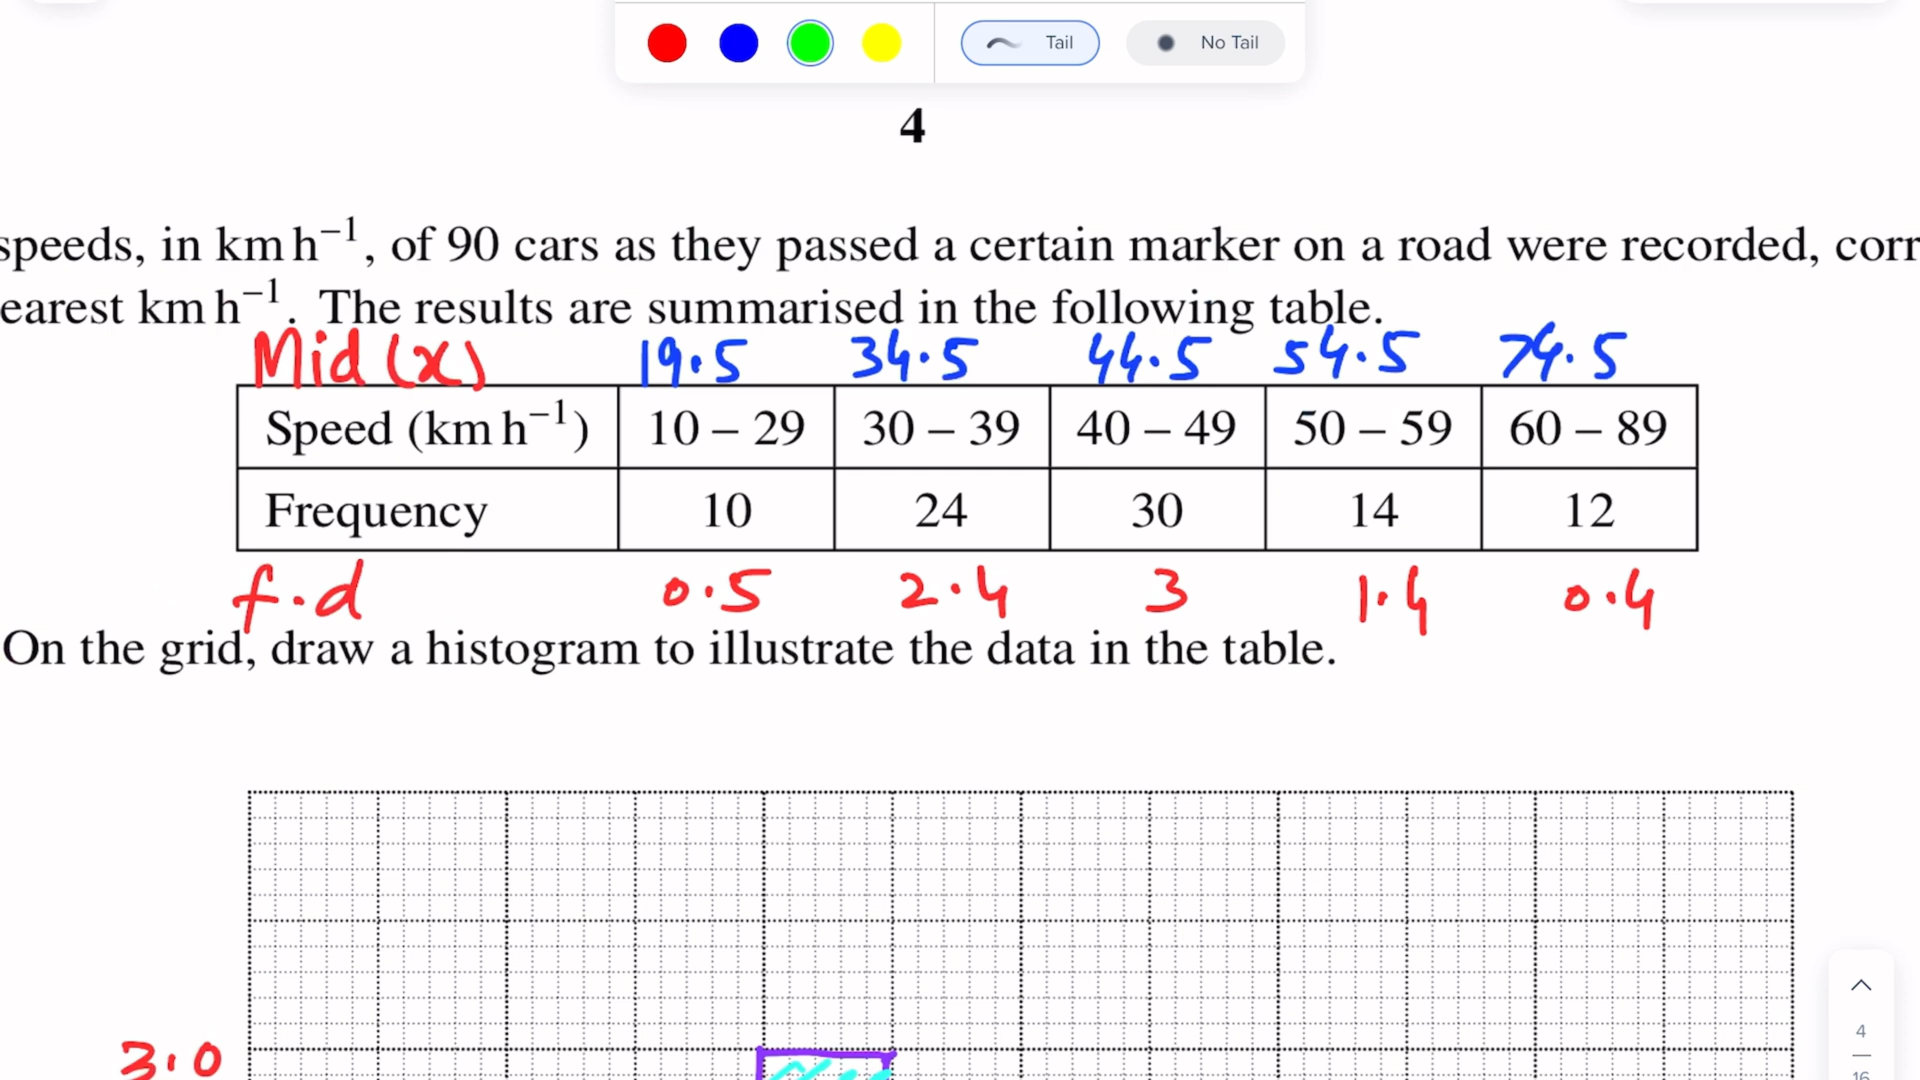 Tail No Tail
4
speeds, in km h⁻¹, of 90 cars as they passed a certain marker on a road were recorded, corr
earest km h⁻¹. The results are summarised in the following table.
Mid (x) 19.5 34.5 44.5 54.5 74.5
Speed (km h⁻¹) 10 – 29 30 – 39 40 – 49 50 – 59 60 – 89
Frequency 10 24 30 14 12
f.d 0.5 2.4 3 1.4 0.4
On the grid, draw a histogram to illustrate the data in the table.
3.0
4
16